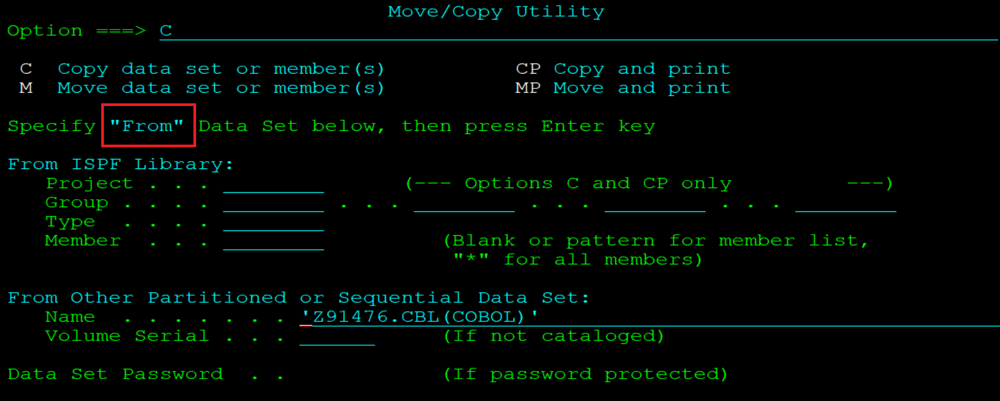 Move/Copy Utility
Option ===> C
C  Copy data set or member(s)  CP Copy and print
M  Move data set or member(s)  MP Move and print
Specify "From" Data Set below, then press Enter key
From ISPF Library:
Project . . .  (--- Options C and CP only ---)
Group . . . .  . . .  . . .  . . .
Type  . . . .
Member  . . .  (Blank or pattern for member list,
"*" for all members)
From Other Partitioned or Sequential Data Set:
Name  . . . . . . . 'Z91476.CBL(COBOL)'
Volume Serial . . .  (If not cataloged)
Data Set Password  . .  (If password protected)